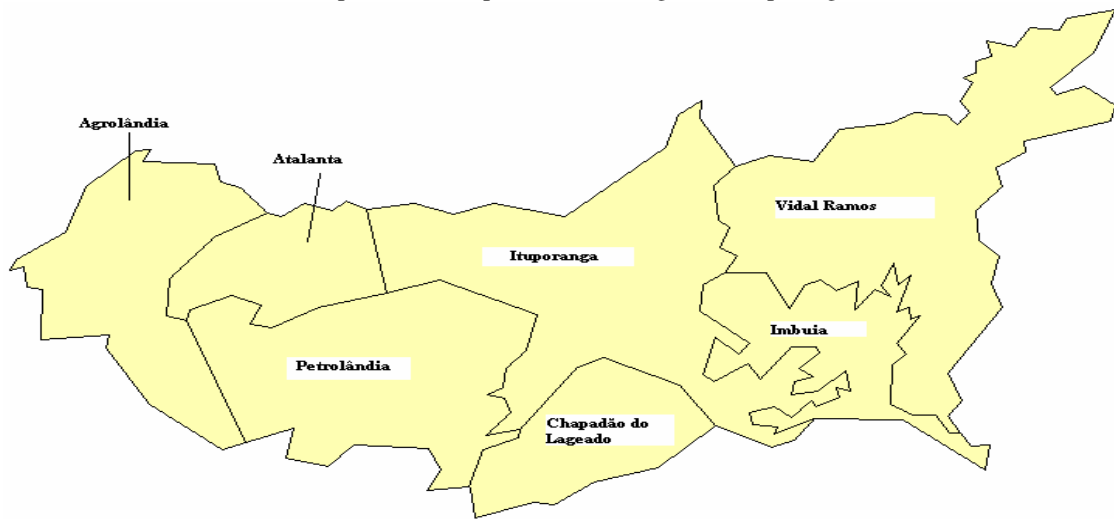 Agrolândia
Atalanta
Vidal Ramos
Ituporanga
Imbuia
Petrolândia
Chapadão do
Lageado